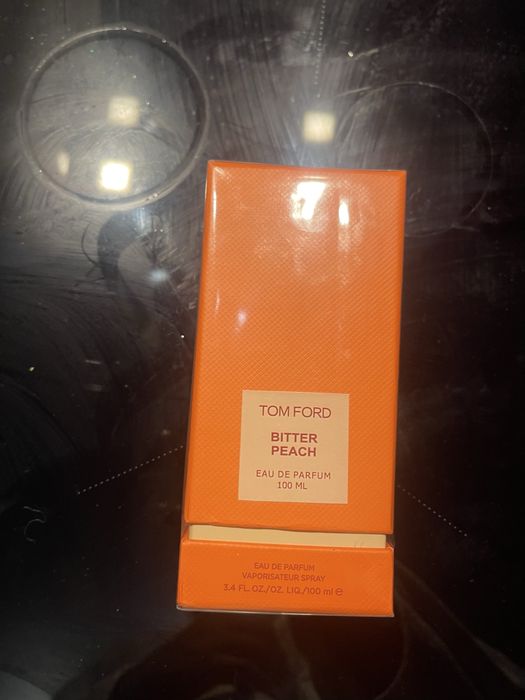 TOM FORD
BITTER
PEACH
EAU DE PARFUM
100 ML
EAU DE PARFUM
VAPORISATEUR SPRAY
3.4 FL. OZ./OZ. LIQ./100 ml ℮